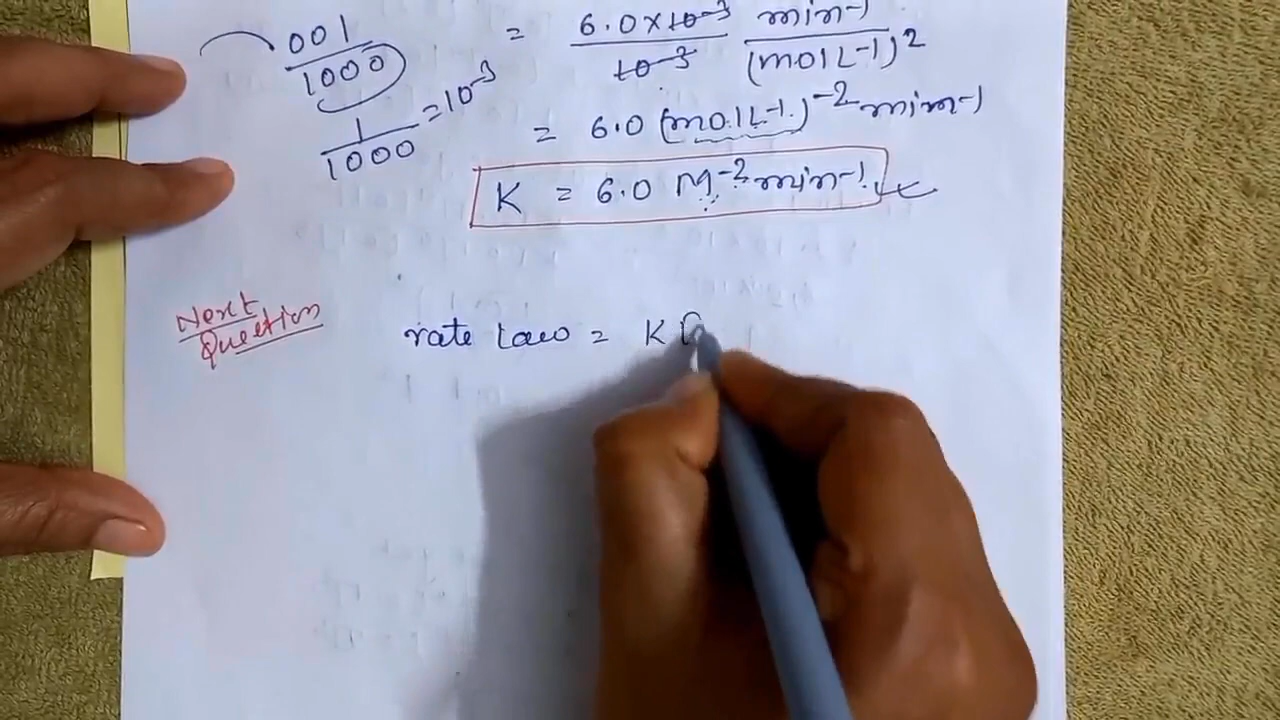 001
1000
1
1000 = 10-3
= 6.0 x 10-3 min-1
10-3 (mol L-1)2
= 6.0 (mol L-1)-2 min-1
K = 6.0 M-2 min-1
Next
Question
rate Law = K [